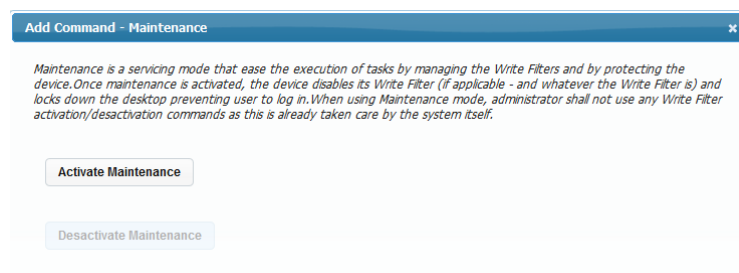 Add Command - Maintenance x
Maintenance is a servicing mode that ease the execution of tasks by managing the Write Filters and by protecting the
device.Once maintenance is activated, the device disables its Write Filter (if applicable - and whatever the Write Filter is) and
locks down the desktop preventing user to log in.When using Maintenance mode, administrator shall not use any Write Filter
activation/desactivation commands as this is already taken care by the system itself.
Activate Maintenance
Desactivate Maintenance